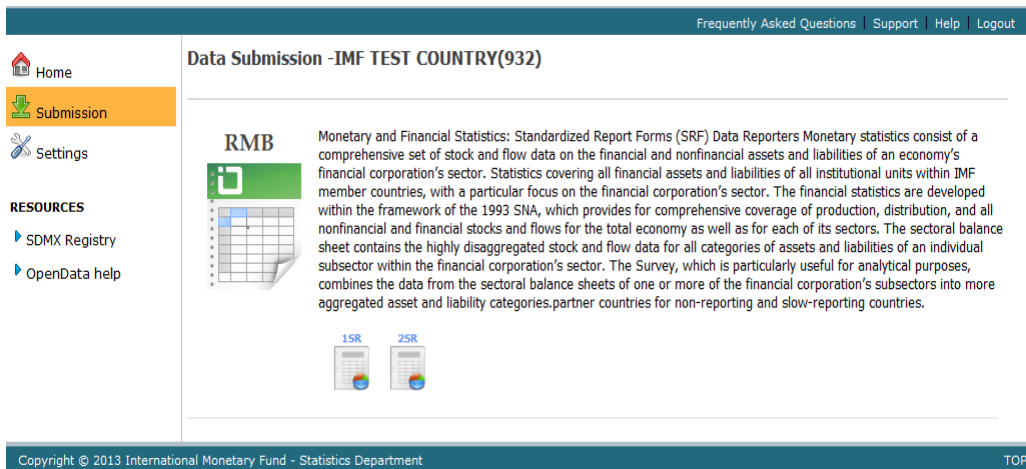 Frequently Asked Questions | Support | Help | Logout
Home
Submission
Settings
RESOURCES
SDMX Registry
OpenData help
Data Submission -IMF TEST COUNTRY(932)
RMB
Monetary and Financial Statistics: Standardized Report Forms (SRF) Data Reporters Monetary statistics consist of a
comprehensive set of stock and flow data on the financial and nonfinancial assets and liabilities of an economy’s
financial corporation’s sector. Statistics covering all financial assets and liabilities of all institutional units within IMF
member countries, with a particular focus on the financial corporation’s sector. The financial statistics are developed
within the framework of the 1993 SNA, which provides for comprehensive coverage of production, distribution, and all
nonfinancial and financial stocks and flows for the total economy as well as for each of its sectors. The sectoral balance
sheet contains the highly disaggregated stock and flow data for all categories of assets and liabilities of an individual
subsector within the financial corporation’s sector. The Survey, which is particularly useful for analytical purposes,
combines the data from the sectoral balance sheets of one or more of the financial corporation’s subsectors into more
aggregated asset and liability categories.partner countries for non-reporting and slow-reporting countries.
1SR 2SR
Copyright © 2013 International Monetary Fund - Statistics Department TOP